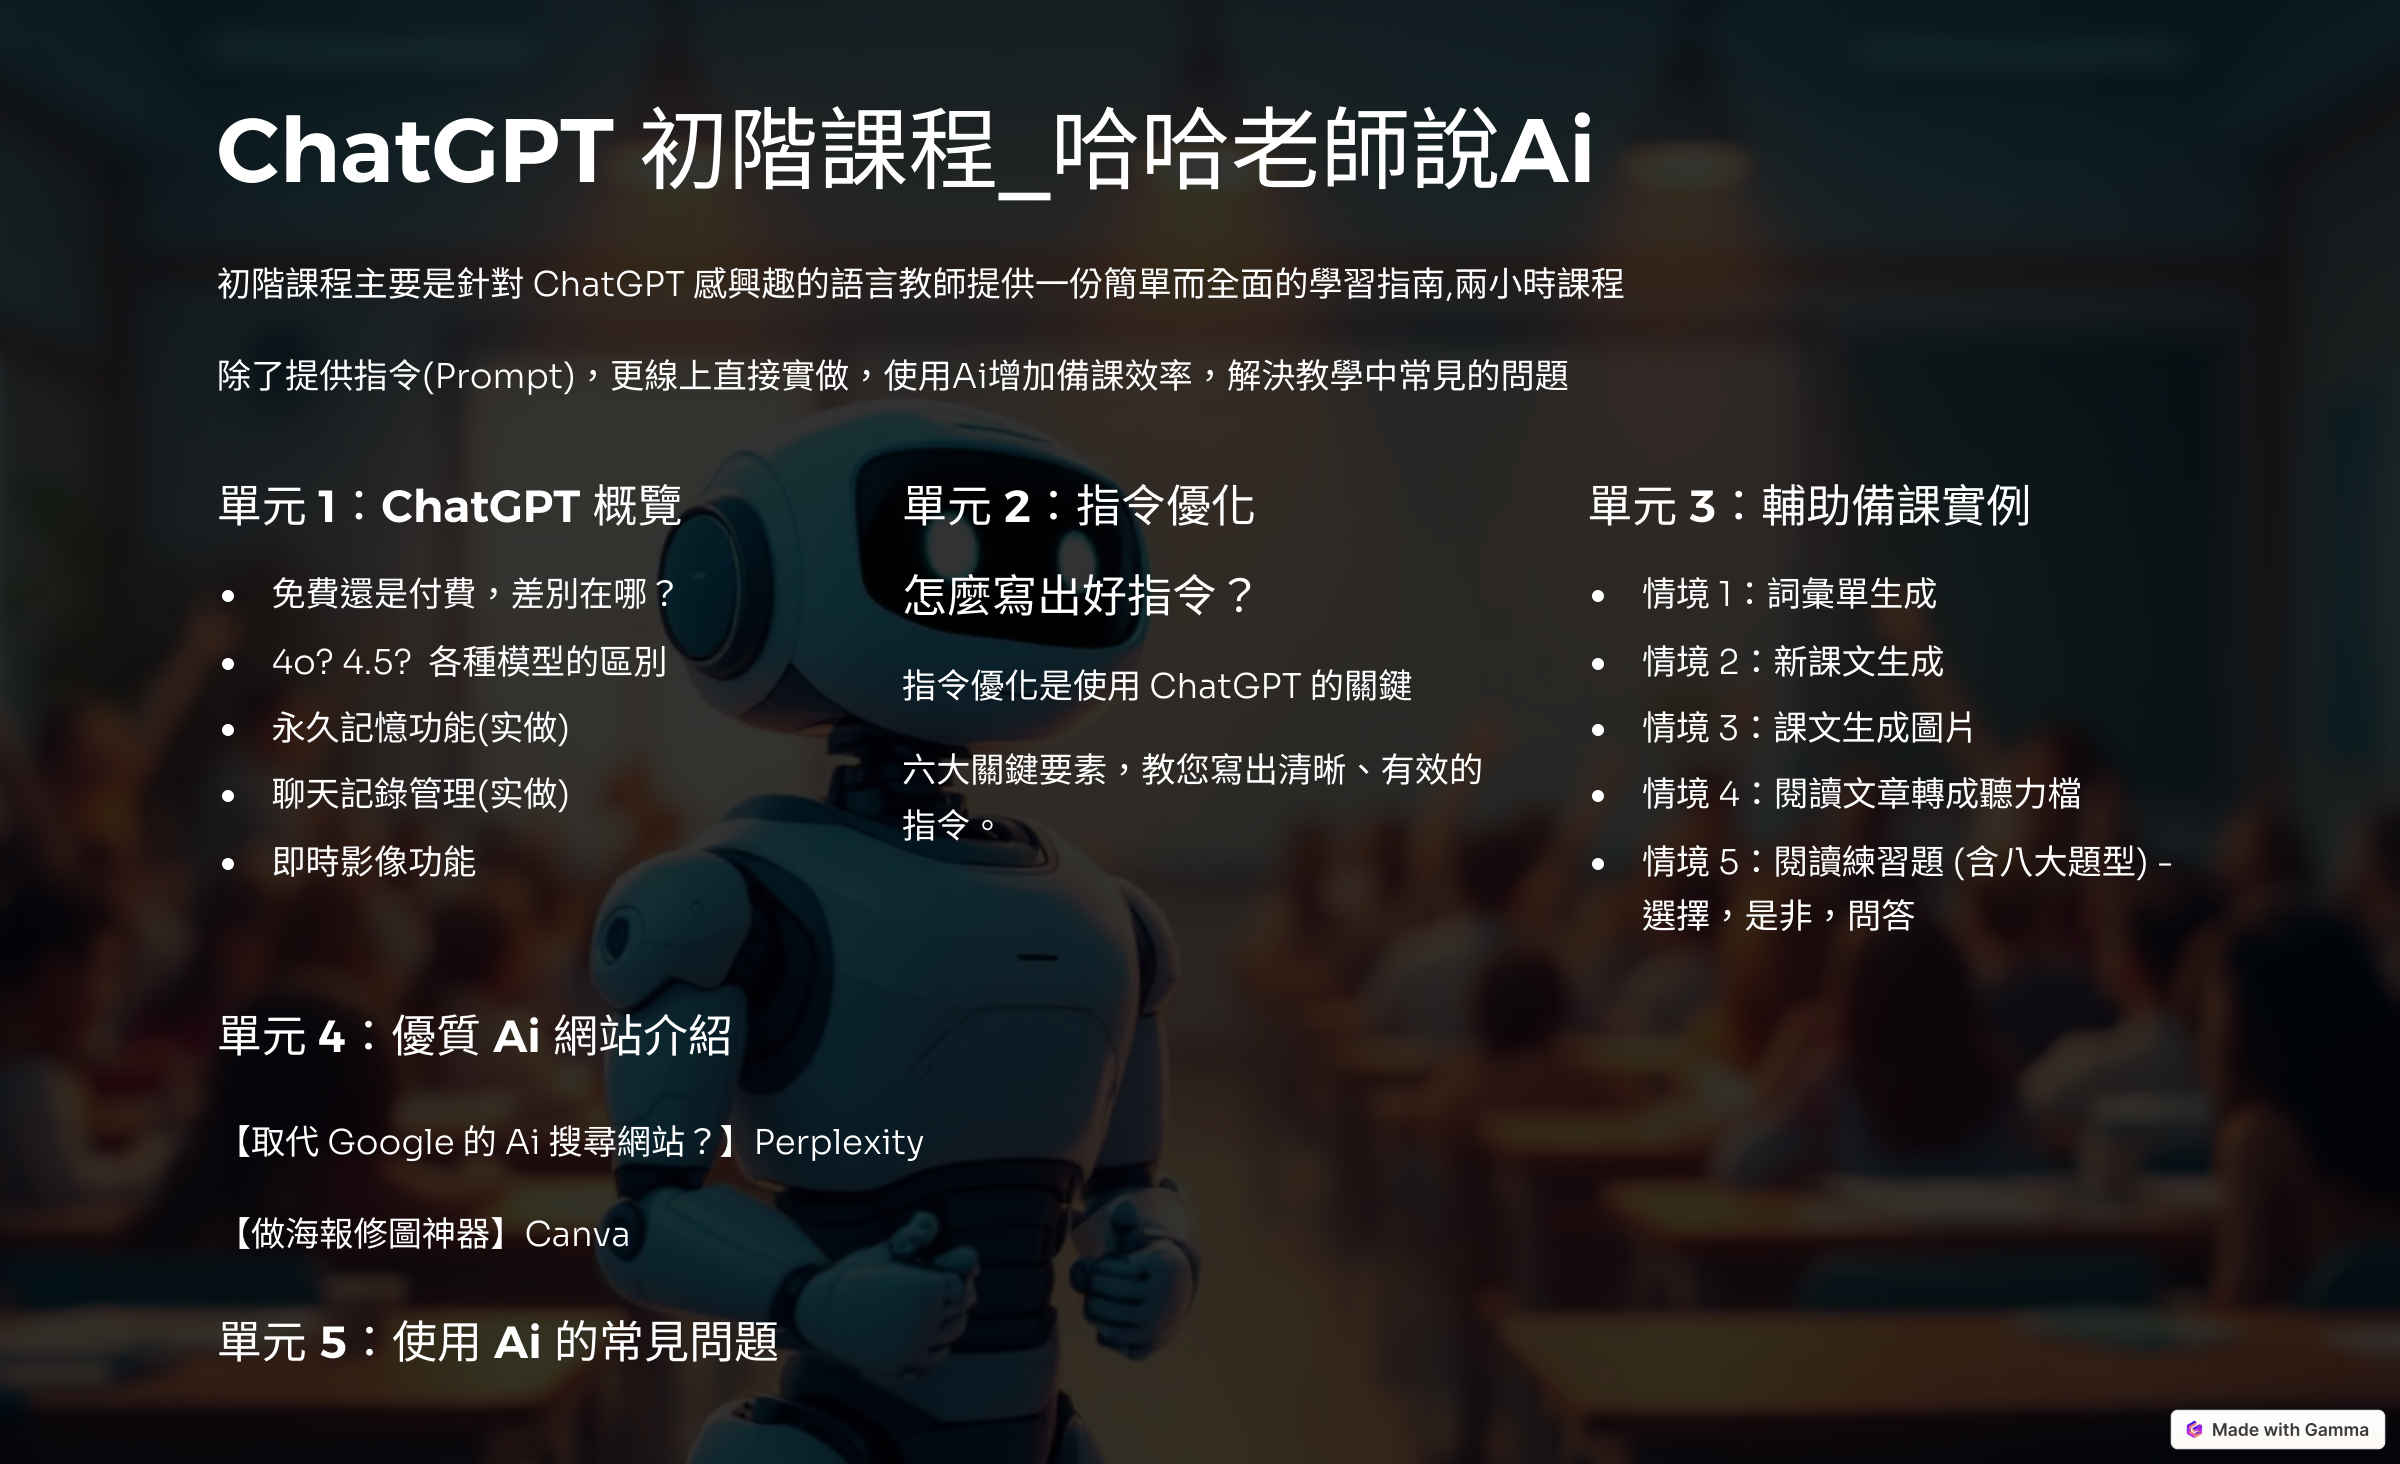 ChatGPT 初階課程_哈哈老師說Ai
初階課程主要是針對 ChatGPT 感興趣的語言教師提供一份簡單而全面的學習指南,兩小時課程
除了提供指令(Prompt)，更線上直接實做，使用Ai增加備課效率，解決教學中常見的問題
單元 1：ChatGPT 概覽
• 免費還是付費，差別在哪？
• 4o? 4.5? 各種模型的區別
• 永久記憶功能(实做)
• 聊天記錄管理(实做)
• 即時影像功能
單元 2：指令優化
怎麼寫出好指令？
指令優化是使用 ChatGPT 的關鍵
六大關鍵要素，教您寫出清晰、有效的
指令。
單元 3：輔助備課實例
• 情境 1：詞彙單生成
• 情境 2：新課文生成
• 情境 3：課文生成圖片
• 情境 4：閱讀文章轉成聽力檔
• 情境 5：閱讀練習題 (含八大題型) -
選擇，是非，問答
單元 4：優質 Ai 網站介紹
【取代 Google 的 Ai 搜尋網站？】Perplexity
【做海報修圖神器】Canva
單元 5：使用 Ai 的常見問題
Made with Gamma